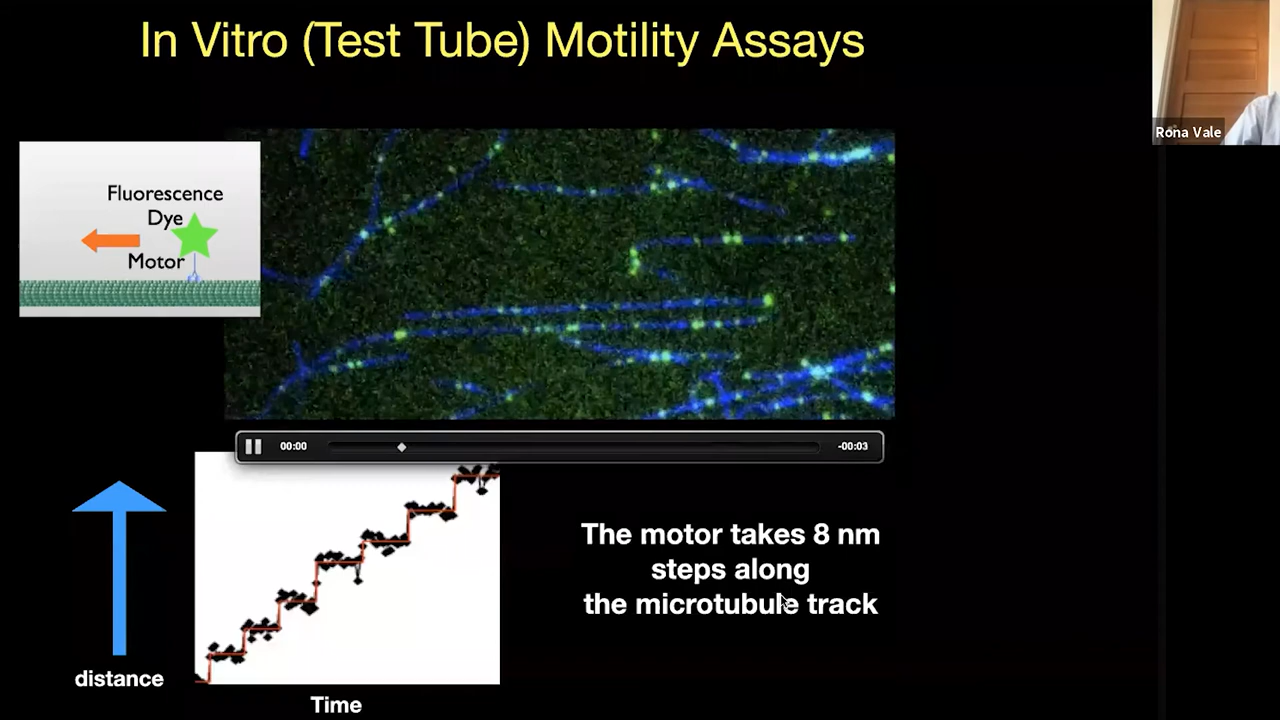 In Vitro (Test Tube) Motility Assays
Rona Vale
Fluorescence
Dye
Motor
00:00
-00:03
The motor takes 8 nm
steps along
the microtubule track
distance
Time